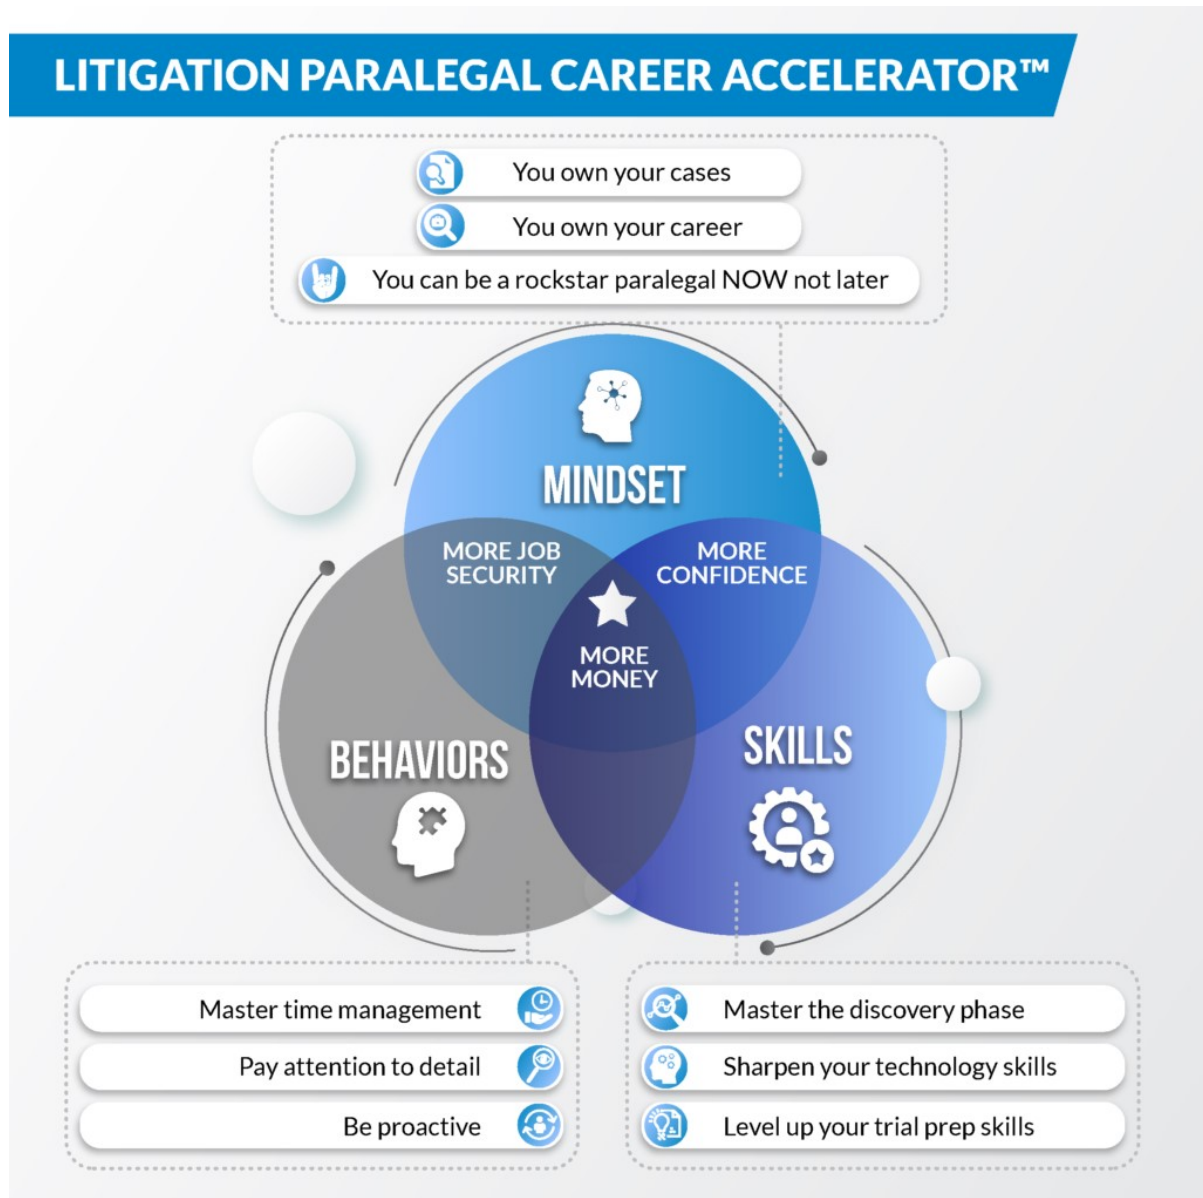 LITIGATION PARALEGAL CAREER ACCELERATOR™
You own your cases
You own your career
You can be a rockstar paralegal NOW not later
MINDSET
MORE JOB
SECURITY
MORE
CONFIDENCE
MORE
MONEY
BEHAVIORS
SKILLS
Master time management
Pay attention to detail
Be proactive
Master the discovery phase
Sharpen your technology skills
Level up your trial prep skills